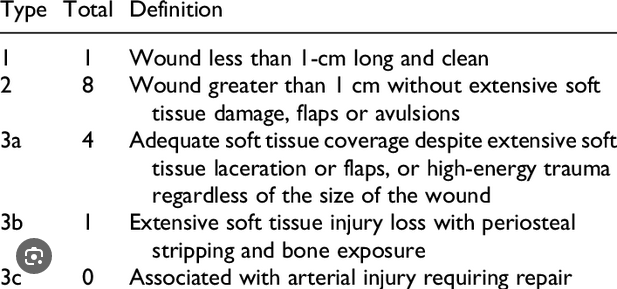 Type Total Definition
1 1 Wound less than 1-cm long and clean
2 8 Wound greater than 1 cm without extensive soft
tissue damage, flaps or avulsions
3a 4 Adequate soft tissue coverage despite extensive soft
tissue laceration or flaps, or high-energy trauma
regardless of the size of the wound
3b 1 Extensive soft tissue injury loss with periosteal
stripping and bone exposure
3c 0 Associated with arterial injury requiring repair